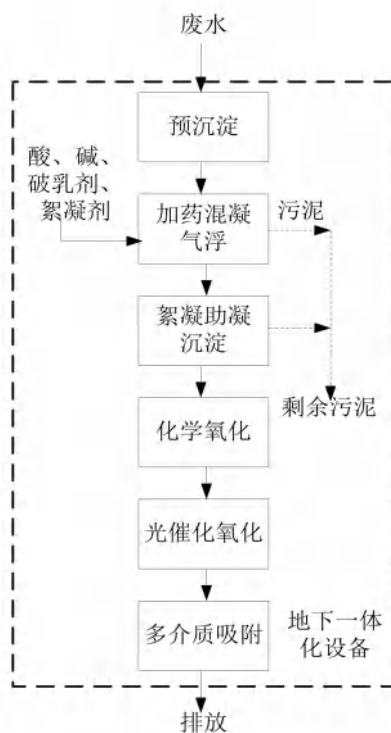 废水
预沉淀
酸、碱、
破乳剂、
絮凝剂
加药混凝
气浮
污泥
絮凝助凝
沉淀
剩余污泥
化学氧化
光催化氧化
多介质吸附
地下一体
化设备
排放